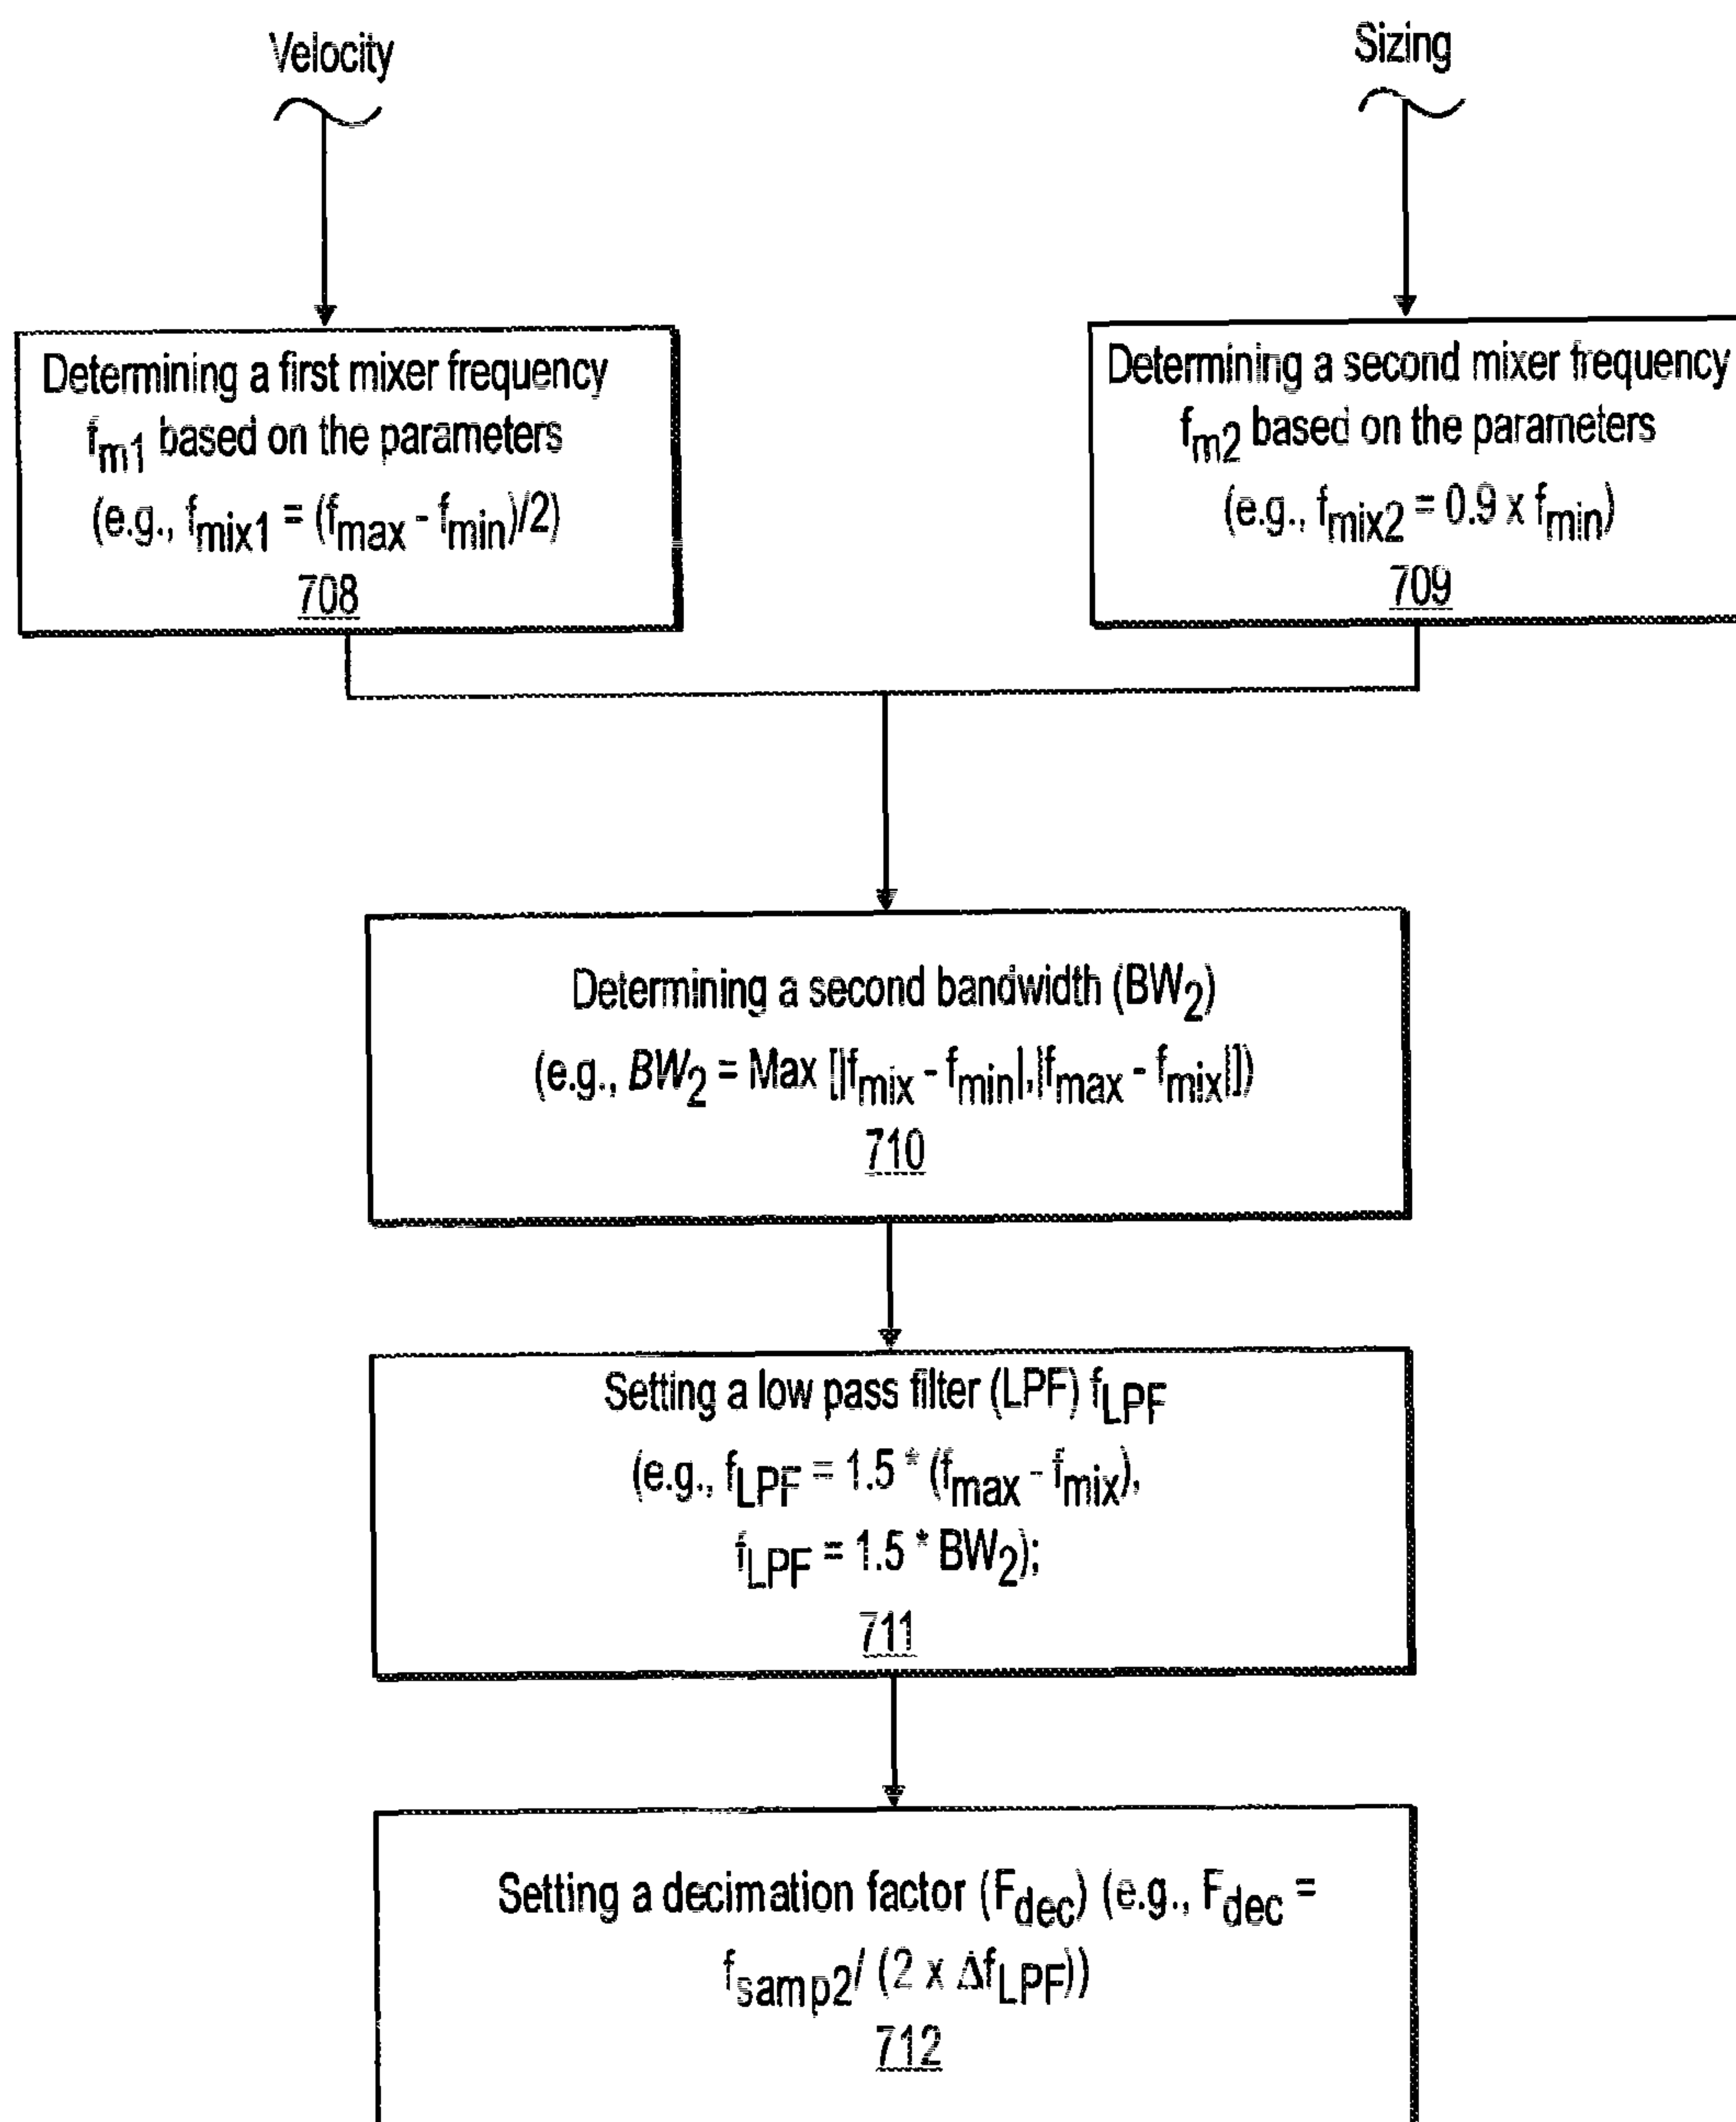 Velocity
Sizing
Determining a first mixer frequency
fm1 based on the parameters
(e.g., fmix1 = (fmax - fmin)/2)
708
Determining a second mixer frequency
fm2 based on the parameters
(e.g., fmix2 = 0.9 x fmin)
709
Determining a second bandwidth (BW2)
(e.g., BW2 = Max [|fmix - fmin|,|fmax - fmix|])
710
Setting a low pass filter (LPF) fLPF
(e.g., fLPF = 1.5 * (fmax - fmix),
fLPF = 1.5 * BW2);
711
Setting a decimation factor (Fdec) (e.g., Fdec =
fsamp2/ (2 x ΔfLPF))
712